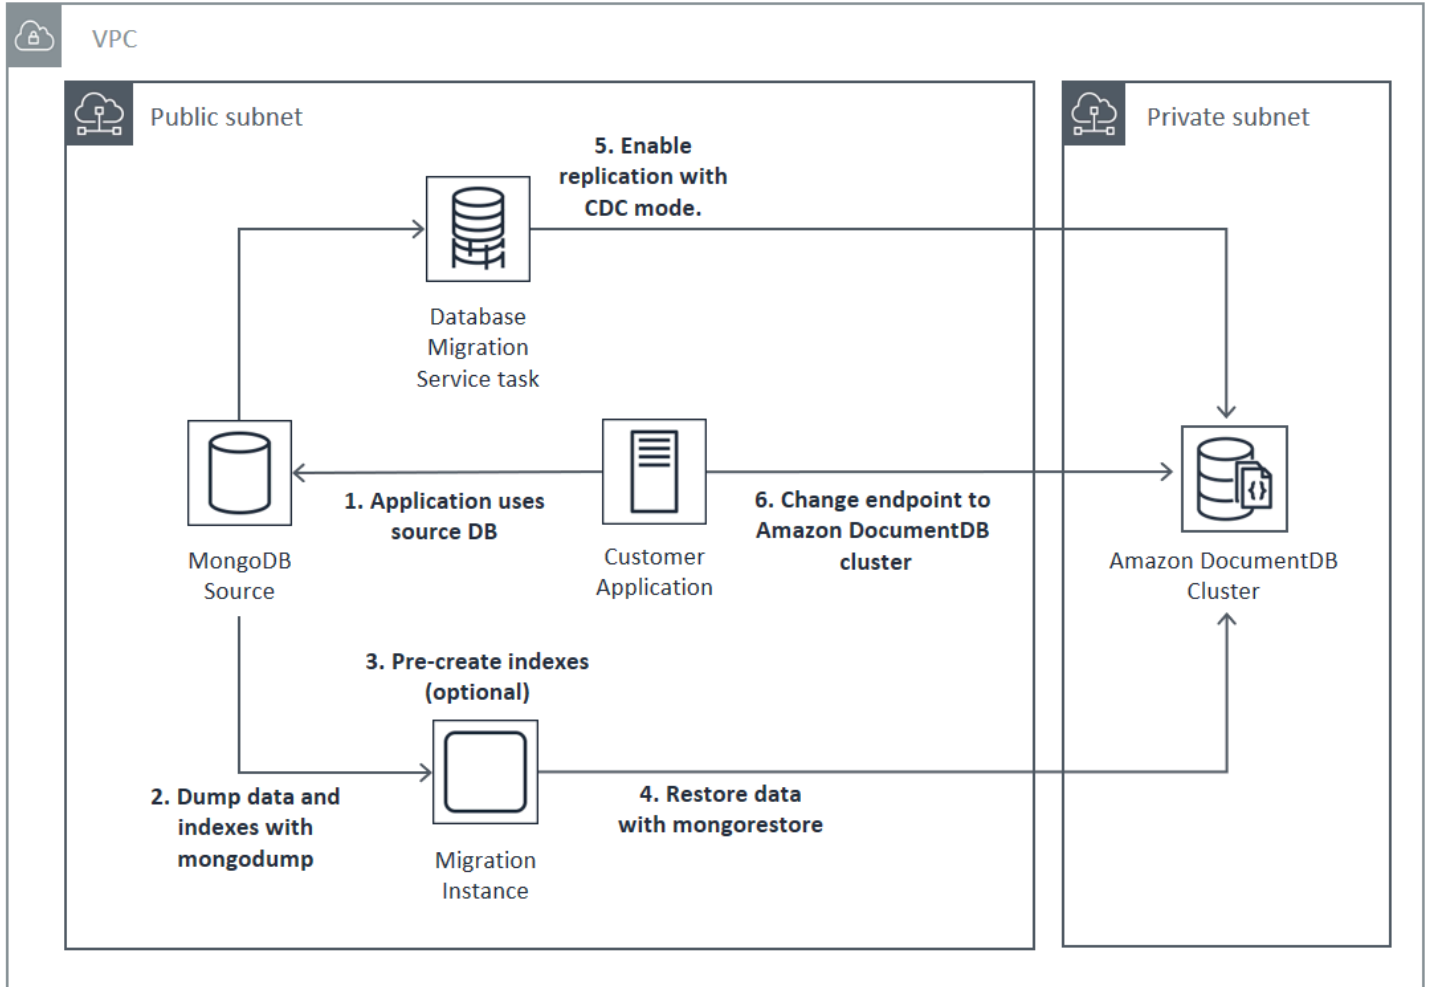 VPC
Public subnet
Private subnet
5. Enable
replication with
CDC mode.
Database
Migration
Service task
1. Application uses
source DB
6. Change endpoint to
Amazon DocumentDB
cluster
MongoDB
Source
Customer
Application
Amazon DocumentDB
Cluster
3. Pre-create indexes
(optional)
2. Dump data and
indexes with
mongodump
4. Restore data
with mongorestore
Migration
Instance